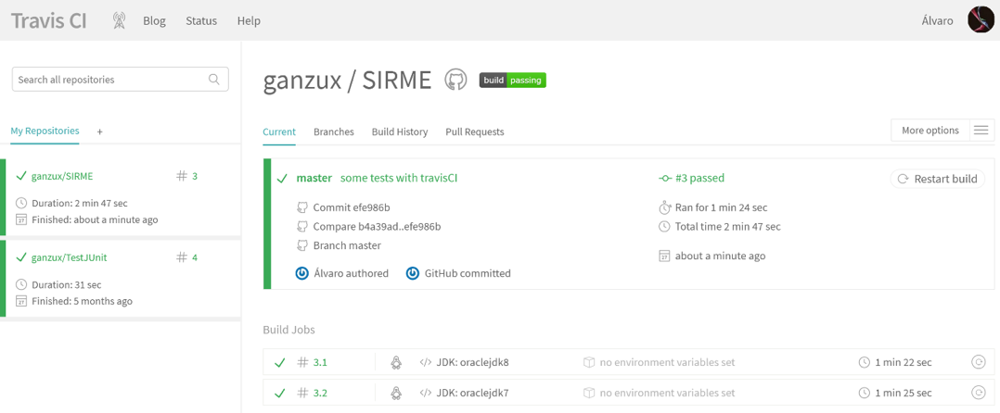 Travis CI Blog Status Help Álvaro
Search all repositories
My Repositories +
ganzux/SIRME # 3
Duration: 2 min 47 sec
Finished: about a minute ago
ganzux/TestJUnit # 4
Duration: 31 sec
Finished: 5 months ago
ganzux / SIRME build passing
Current Branches Build History Pull Requests More options
master some tests with travisCI #3 passed Restart build
Commit efe986b Ran for 1 min 24 sec
Compare b4a39ad..efe986b Total time 2 min 47 sec
Branch master
about a minute ago
Álvaro authored GitHub committed
Build Jobs
# 3.1 </> JDK: oraclejdk8 no environment variables set 1 min 22 sec
# 3.2 </> JDK: oraclejdk7 no environment variables set 1 min 25 sec